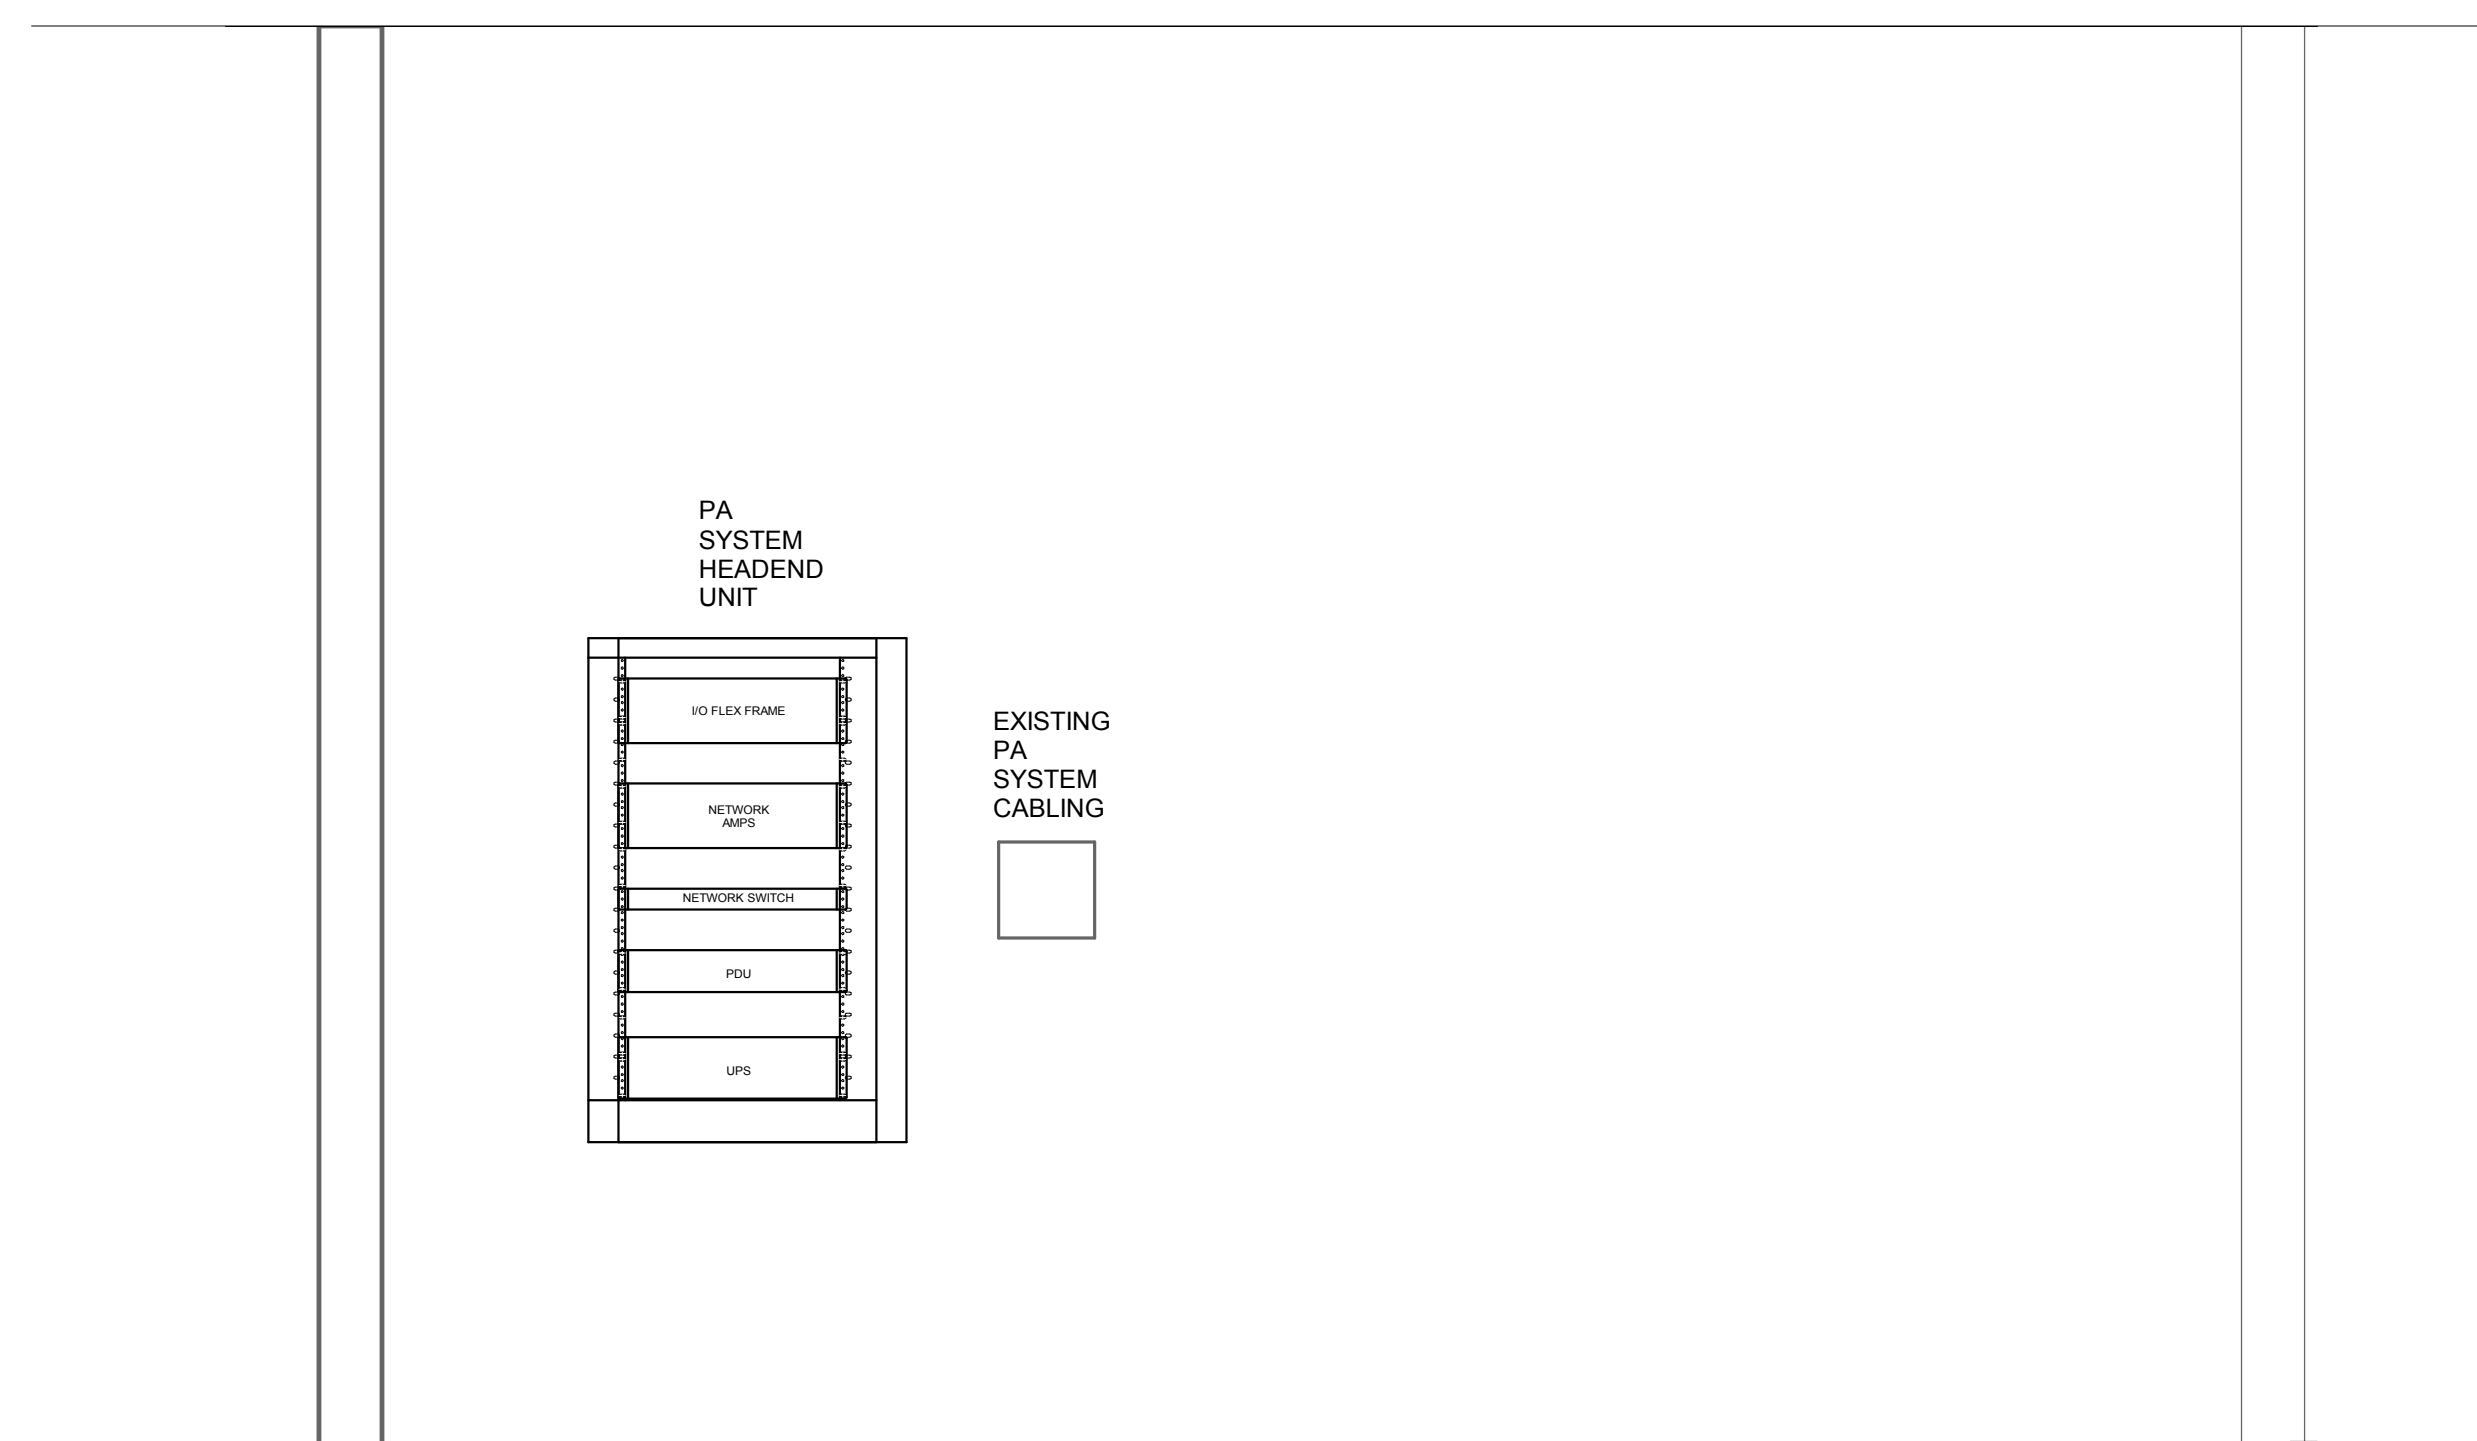 PA
SYSTEM
HEADEND
UNIT
I/O FLEX FRAME
NETWORK
AMPS
NETWORK SWITCH
PDU
UPS
EXISTING
PA
SYSTEM
CABLING